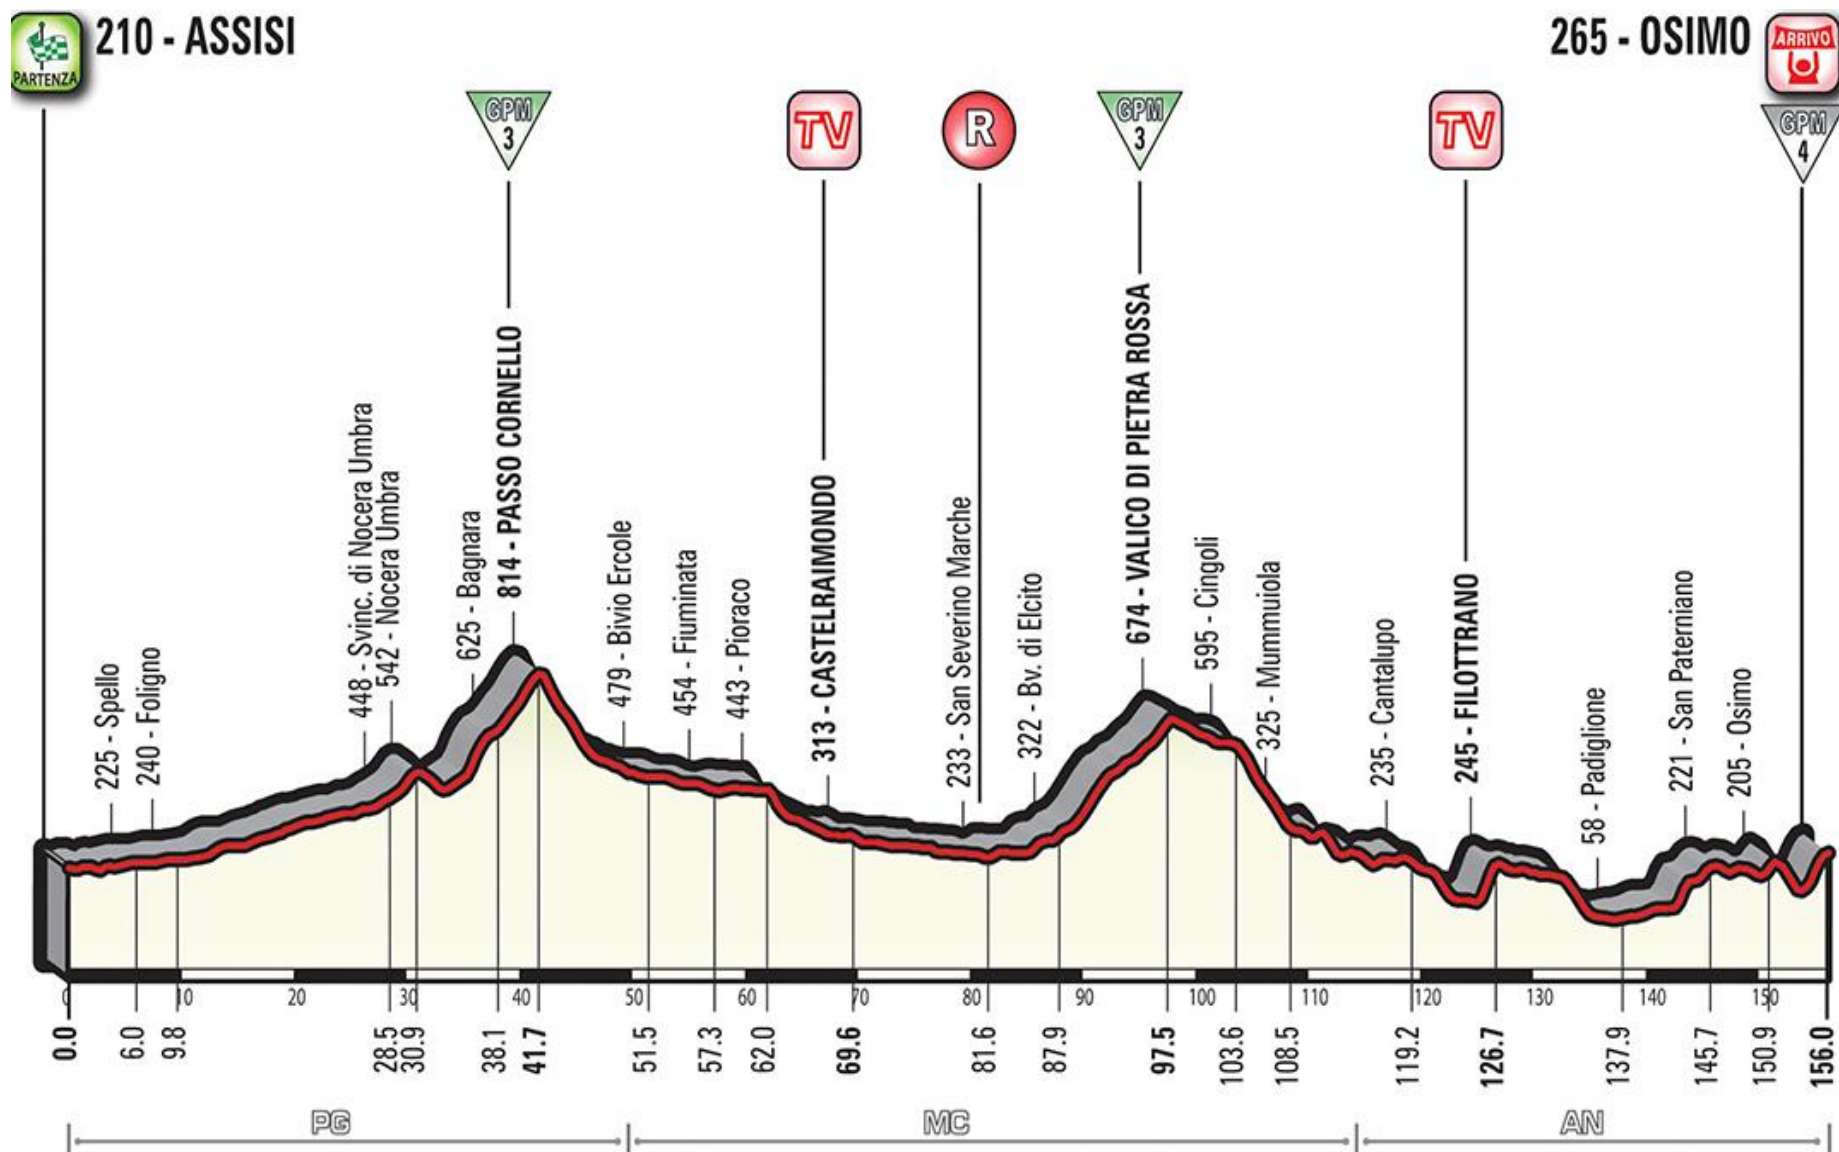 210 - ASSISI
265 - OSIMO
PARTENZA
ARRIVO
GPM
3
TV
R
GPM
3
TV
GPM
4
225 - Spello
240 - Foligno
448 - Svinc. di Nocera Umbra
542 - Nocera Umbra
625 - Bagnara
814 - PASSO CORNELLO
479 - Bivio Ercole
454 - Fiuminata
443 - Pioraco
313 - CASTELRAIMONDO
233 - San Severino Marche
322 - Bv. di Elcito
674 - VALICO DI PIETRA ROSSA
595 - Cingoli
325 - Mummuiola
235 - Cantalupo
245 - FILOTTRANO
58 - Padiglione
221 - San Paterniano
205 - Osimo
0 10 20 30 40 50 60 70 80 90 100 110 120 130 140 150
0.0 6.0 9.8 28.5 30.9 38.1 41.7 51.5 57.3 62.0 69.6 81.6 87.9 97.5 103.6 108.5 119.2 126.7 137.9 145.7 150.9 156.0
PG MC AN